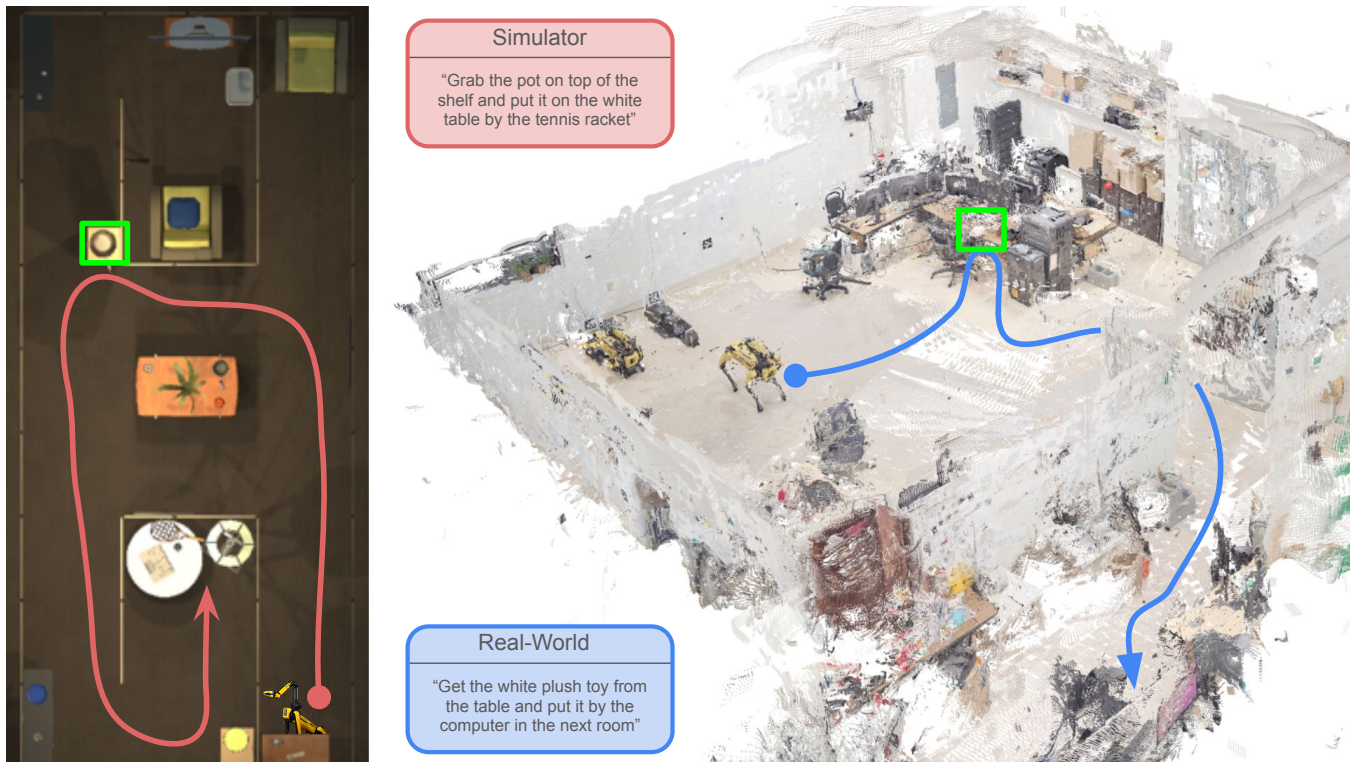 Simulator
“Grab the pot on top of the
shelf and put it on the white
table by the tennis racket”
Real-World
“Get the white plush toy from
the table and put it by the
computer in the next room”